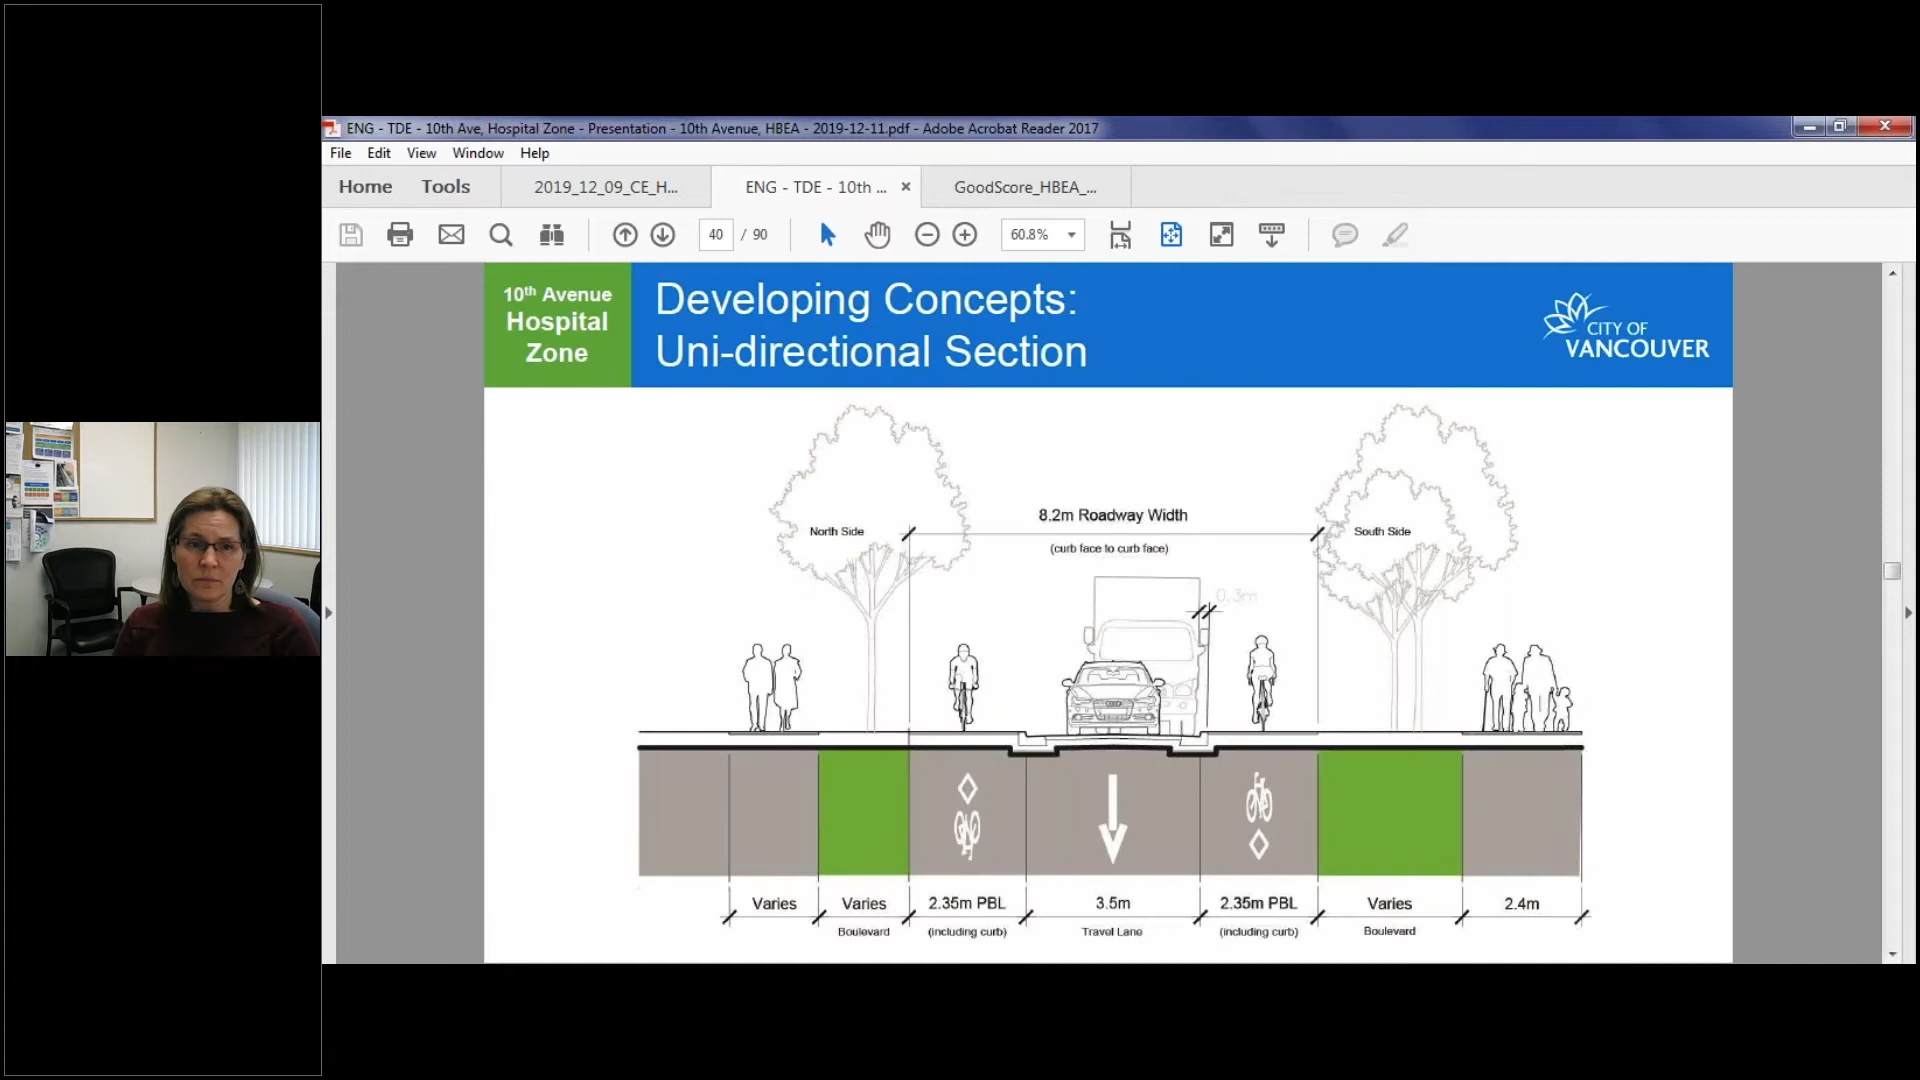 ENG - TDE - 10th Ave, Hospital Zone - Presentation - 10th Avenue, HBEA - 2019-12-11.pdf - Adobe Acrobat Reader 2017
File Edit View Window Help
Home Tools 2019_12_09_CE_H... ENG - TDE - 10th ... × GoodScore_HBEA_...
40 / 90 60.8%
10th Avenue
Hospital
Zone
Developing Concepts:
Uni-directional Section
CITY OF
VANCOUVER
8.2m Roadway Width
(curb face to curb face)
North Side
South Side
0.3m
Varies Varies 2.35m PBL 3.5m 2.35m PBL Varies 2.4m
Boulevard (including curb) Travel Lane (including curb) Boulevard